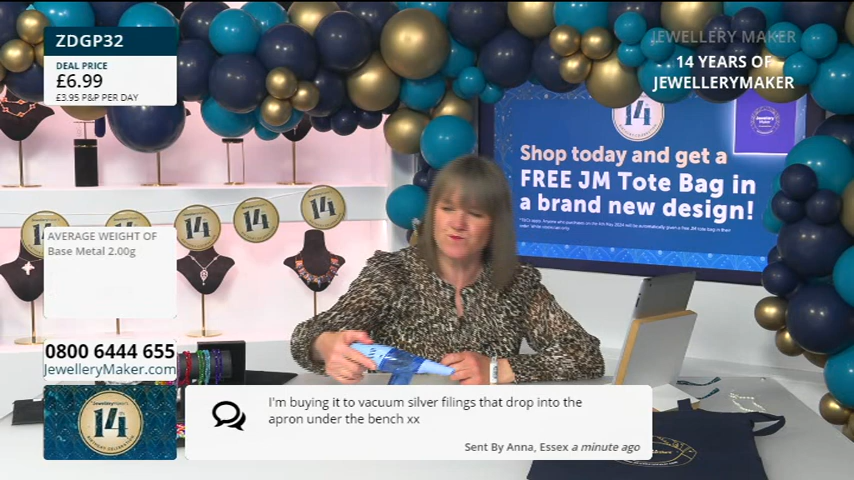 ZDGP32
DEAL PRICE
£6.99
£3.95 P&P PER DAY
JEWELLERY MAKER
14 YEARS OF
JEWELLERYMAKER
14
Shop today and get a
FREE JM Tote Bag in
a brand new design!
14
14
14
14
AVERAGE WEIGHT OF
Base Metal 2.00g
0800 6444 655
JewelleryMaker.com
14
I'm buying it to vacuum silver filings that drop into the
apron under the bench xx
Sent By Anna, Essex a minute ago